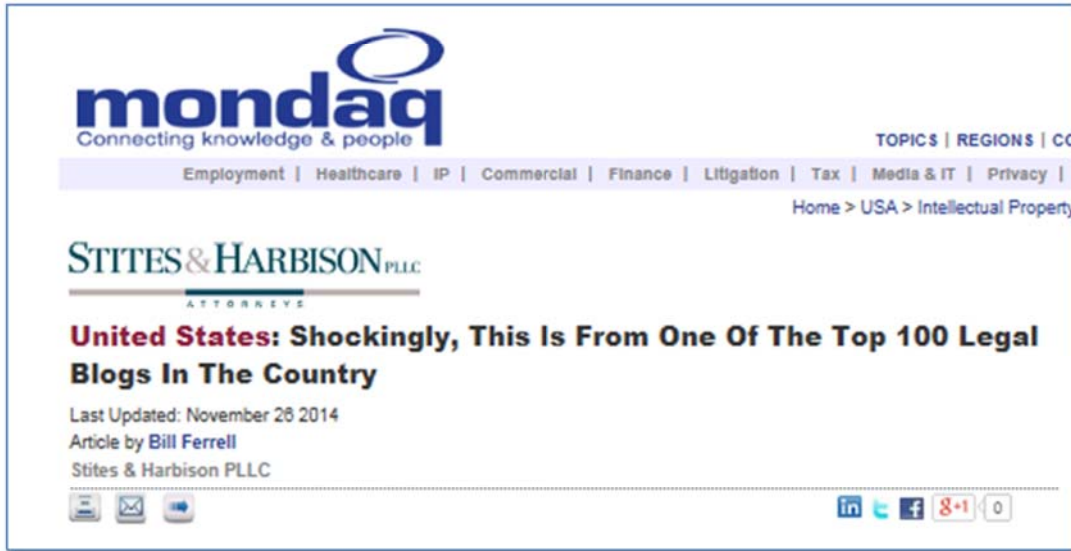 mondaq
Connecting knowledge & people
TOPICS | REGIONS | CO
Employment | Healthcare | IP | Commercial | Finance | Litigation | Tax | Media & IT | Privacy |
Home > USA > Intellectual Property
STITES & HARBISON PLLC
ATTORNEYS
United States: Shockingly, This Is From One Of The Top 100 Legal
Blogs In The Country
Last Updated: November 26 2014
Article by Bill Ferrell
Stites & Harbison PLLC
in t f g+1 0